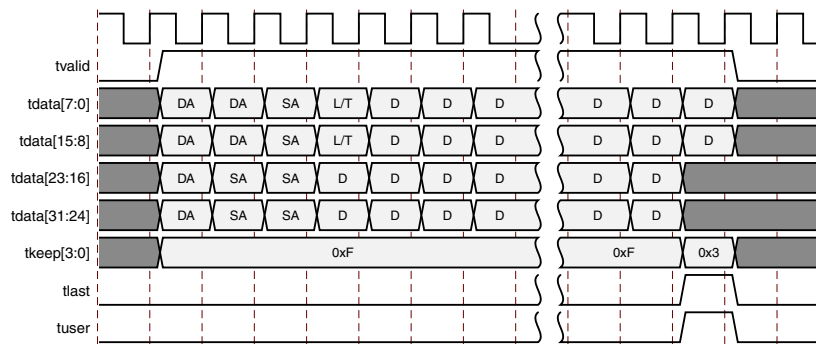 tvalid
tdata[7:0] DA DA SA L/T D D D D D D
tdata[15:8] DA DA SA L/T D D D D D D
tdata[23:16] DA SA SA D D D D D D
tdata[31:24] DA SA SA D D D D D D
tkeep[3:0] 0xF 0xF 0x3
tlast
tuser